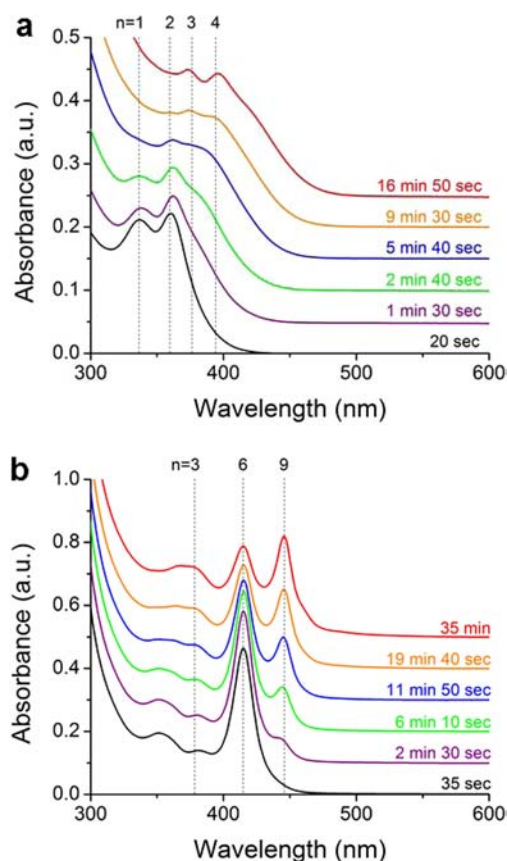 a
n=1 2 3 4
0.5
0.4
0.3
0.2
0.1
0.0
Absorbance (a.u.)
16 min 50 sec
9 min 30 sec
5 min 40 sec
2 min 40 sec
1 min 30 sec
20 sec
300 400 500 600
Wavelength (nm)
b
n=3 6 9
1.0
0.8
0.6
0.4
0.2
0.0
Absorbance (a.u.)
35 min
19 min 40 sec
11 min 50 sec
6 min 10 sec
2 min 30 sec
35 sec
300 400 500 600
Wavelength (nm)